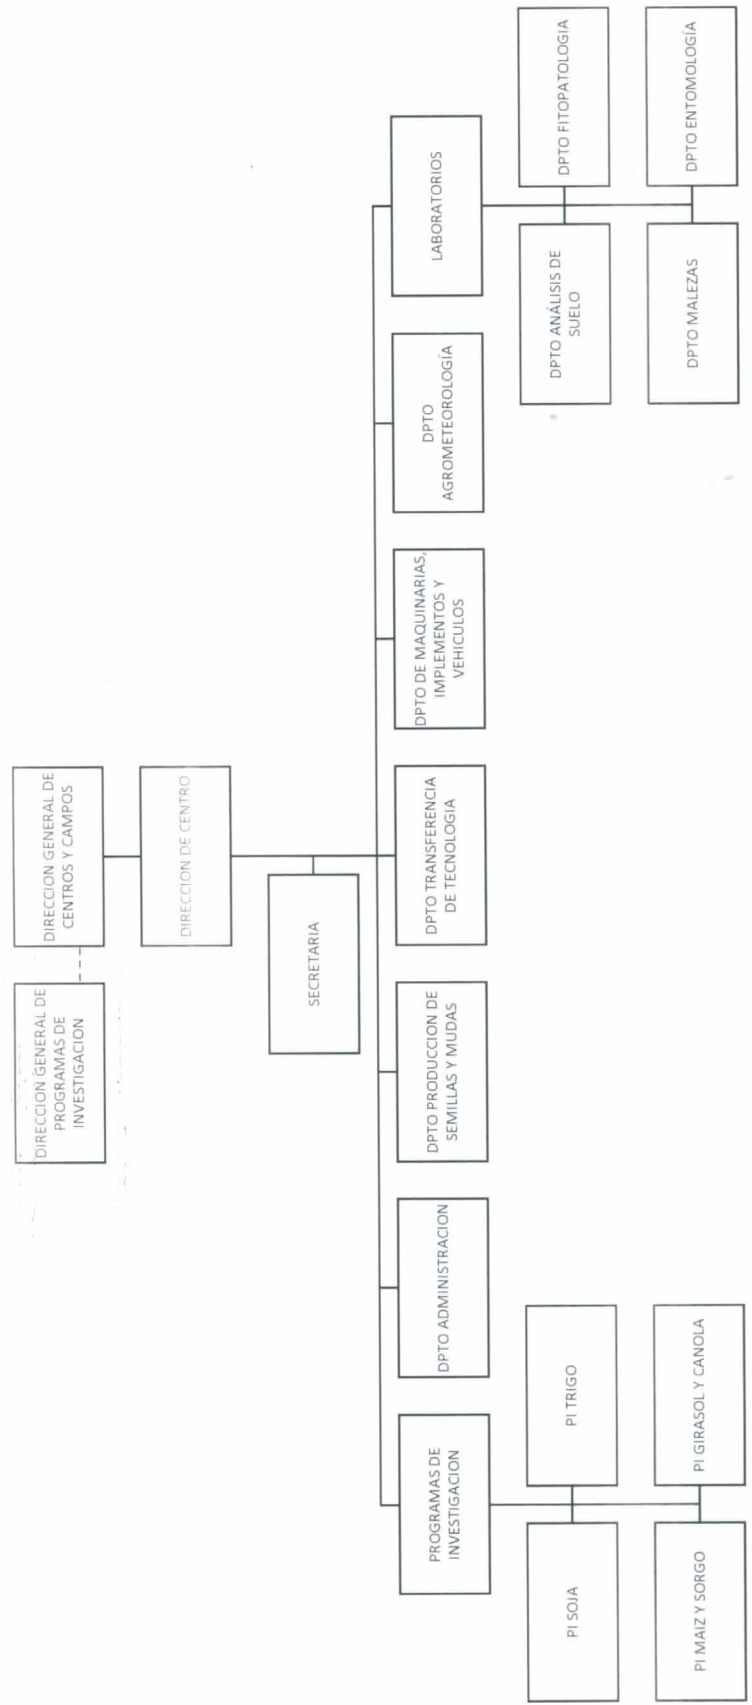 DIRECCION GENERAL DE
PROGRAMAS DE
INVESTIGACION
DIRECCION GENERAL DE
CENTROS Y CAMPOS
DIRECCION DE CENTRO
SECRETARIA
PROGRAMAS DE
INVESTIGACION
DPTO ADMINISTRACION
DPTO PRODUCCION DE
SEMILLAS Y MUDAS
DPTO TRANSFERENCIA
DE TECNOLOGIA
DPTO DE MAQUINARIAS,
IMPLEMENTOS Y
VEHICULOS
DPTO
AGROMETEOROLOGÍA
LABORATORIOS
PI SOJA
PI TRIGO
PI MAIZ Y SORGO
PI GIRASOL Y CANOLA
DPTO ANÁLISIS DE
SUELO
DPTO FITOPATOLOGIA
DPTO MALEZAS
DPTO ENTOMOLOGÍA